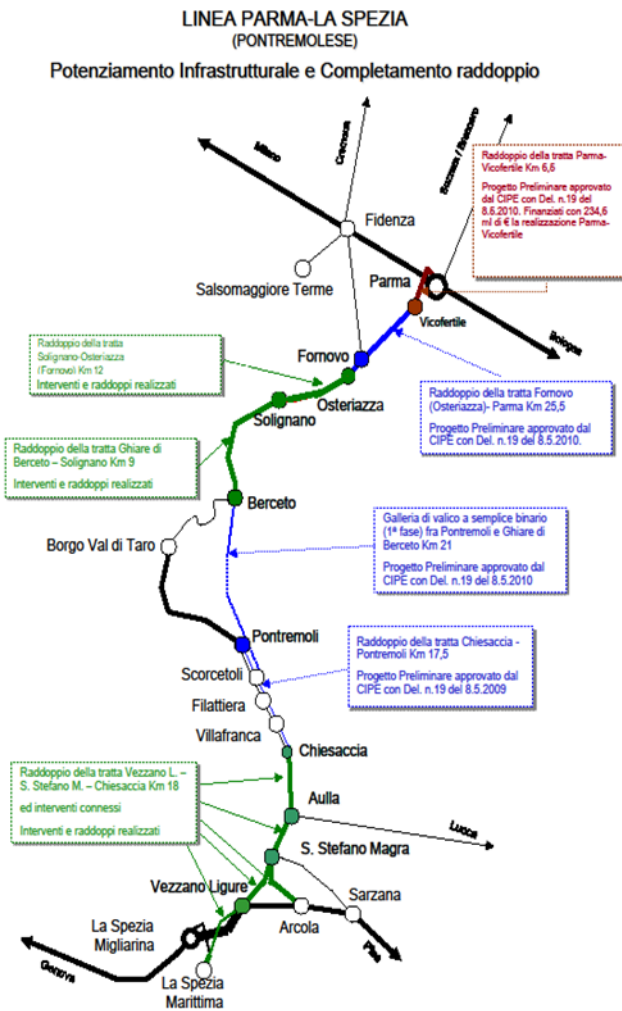 LINEA PARMA-LA SPEZIA
(PONTREMOLESE)
Potenziamento Infrastrutturale e Completamento raddoppio
Milano
Cremona
Suzzara / Brennero
Raddoppio della tratta Parma-
Vicofertile Km 6,6
Progetto Preliminare approvato
dal CIPE con Del. n.19 del
8.5.2010. Finanziati con 234,6
ml di € la realizzazione Parma-
Vicofertile
Fidenza
Salsomaggiore Terme
Parma
Vicofertile
Bologna
Fornovo
Raddoppio della tratta
Solignano-Osteriazza
(Fornovo) Km 12
Interventi e raddoppi realizzati
Osteriazza
Solignano
Raddoppio della tratta Fornovo
(Osteriazza)- Parma Km 25,5
Progetto Preliminare approvato dal
CIPE con Del. n.19 del 8.5.2010.
Raddoppio della tratta Ghiare di
Berceto – Solignano Km 9
Interventi e raddoppi realizzati
Berceto
Borgo Val di Taro
Galleria di valico a semplice binario
(1ª fase) fra Pontremoli e Ghiare di
Berceto Km 21
Progetto Preliminare approvato dal
CIPE con Del. n.19 del 8.5.2010
Pontremoli
Scorcetoli
Filattiera
Villafranca
Chiesaccia
Raddoppio della tratta Chiesaccia -
Pontremoli Km 17,5
Progetto Preliminare approvato dal
CIPE con Del. n.19 del 8.5.2009
Raddoppio della tratta Vezzano L. –
S. Stefano M. – Chiesaccia Km 18
ed interventi connessi
Interventi e raddoppi realizzati
Aulla
Lucca
S. Stefano Magra
Vezzano Ligure
Sarzana
Arcola
La Spezia
Migliarina
Pisa
Genova
La Spezia
Marittima